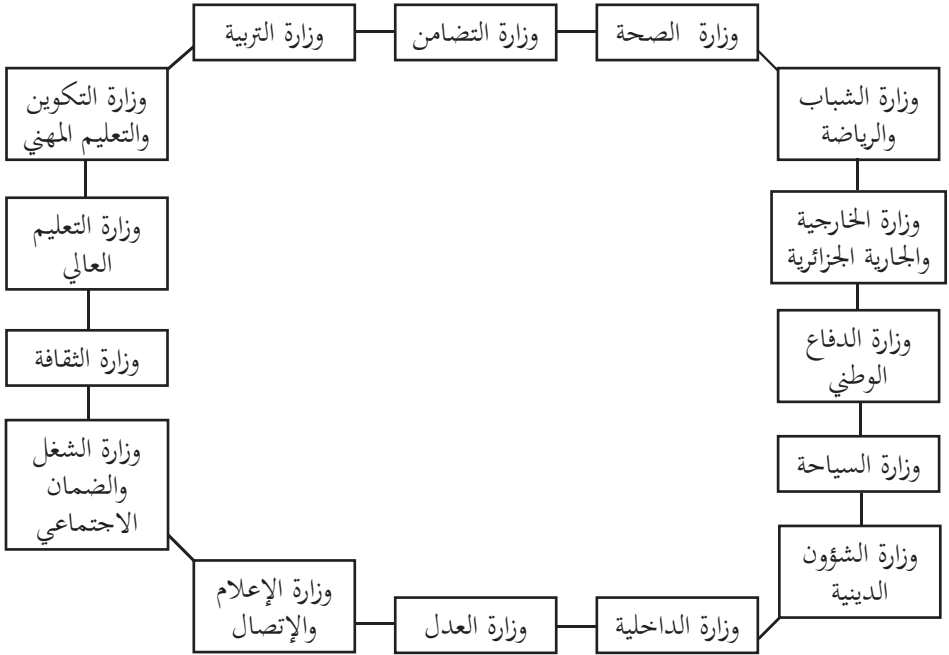 وزارة الصحة
وزارة التضامن
وزارة التربية
وزارة الشباب
والرياضة
وزارة التكوين
والتعليم المهني
وزارة الخارجية
والجارية الجزائرية
وزارة التعليم
العالي
وزارة الدفاع
الوطني
وزارة الثقافة
وزارة السياحة
وزارة الشغل
والضمان
الاجتماعي
وزارة الشؤون
الدينية
وزارة الداخلية
وزارة العدل
وزارة الإعلام
والإتصال